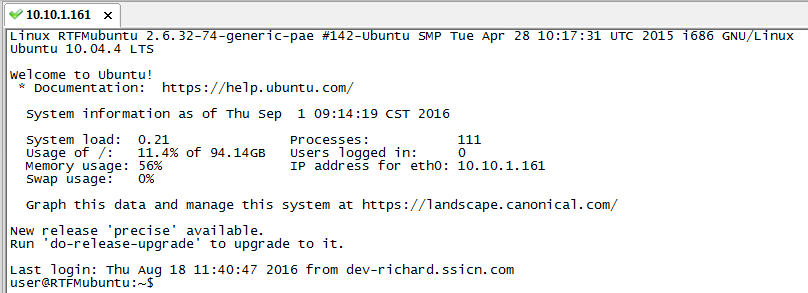 10.10.1.161
Linux RTFMubuntu 2.6.32-74-generic-pae #142-Ubuntu SMP Tue Apr 28 10:17:31 UTC 2015 i686 GNU/Linux
Ubuntu 10.04.4 LTS
Welcome to Ubuntu!
* Documentation:  https://help.ubuntu.com/
System information as of Thu Sep  1 09:14:19 CST 2016
System load:  0.21               Processes:           111
Usage of /:   11.4% of 94.14GB   Users logged in:     0
Memory usage: 56%                IP address for eth0: 10.10.1.161
Swap usage:   0%
Graph this data and manage this system at https://landscape.canonical.com/
New release 'precise' available.
Run 'do-release-upgrade' to upgrade to it.
Last login: Thu Aug 18 11:40:47 2016 from dev-richard.ssicn.com
user@RTFMubuntu:~$